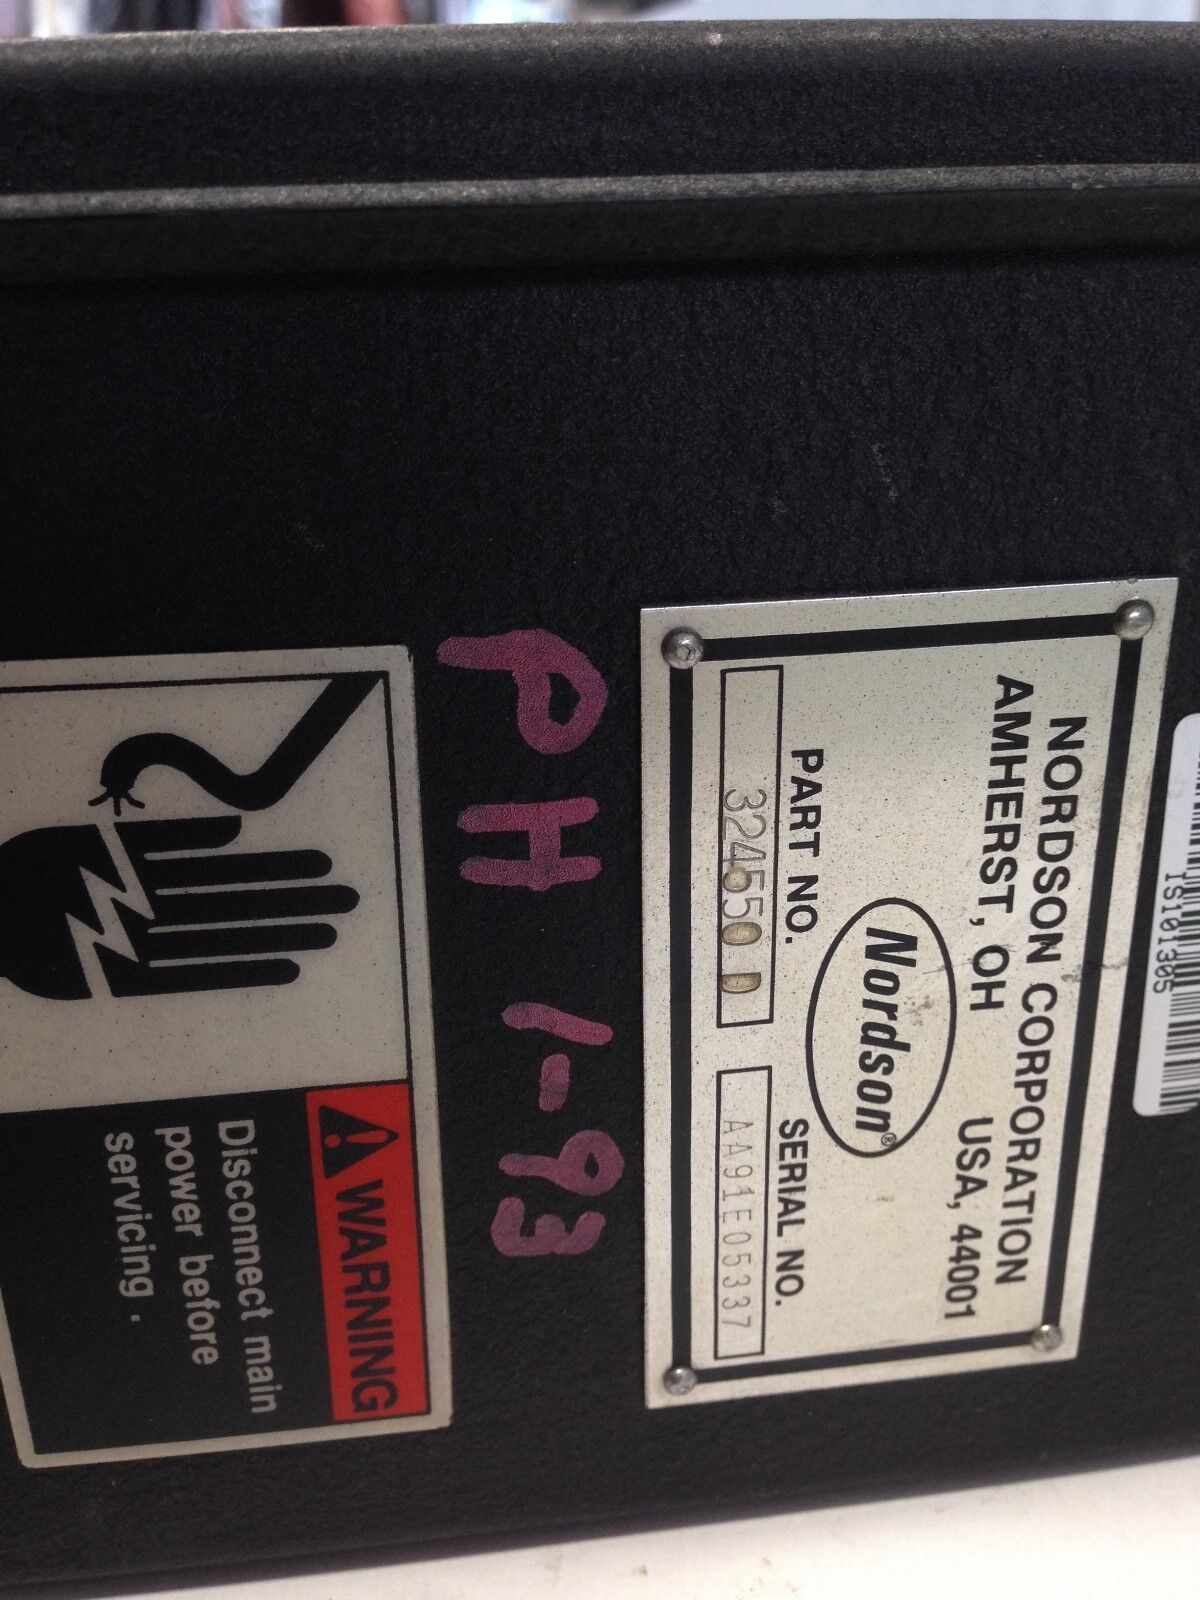 IS101305
NORDSON CORPORATION
AMHERST, OH USA, 44001
Nordson®
PART NO. SERIAL NO.
324550 D AA91E05337
PH 1-93
WARNING
Disconnect main
power before
servicing.